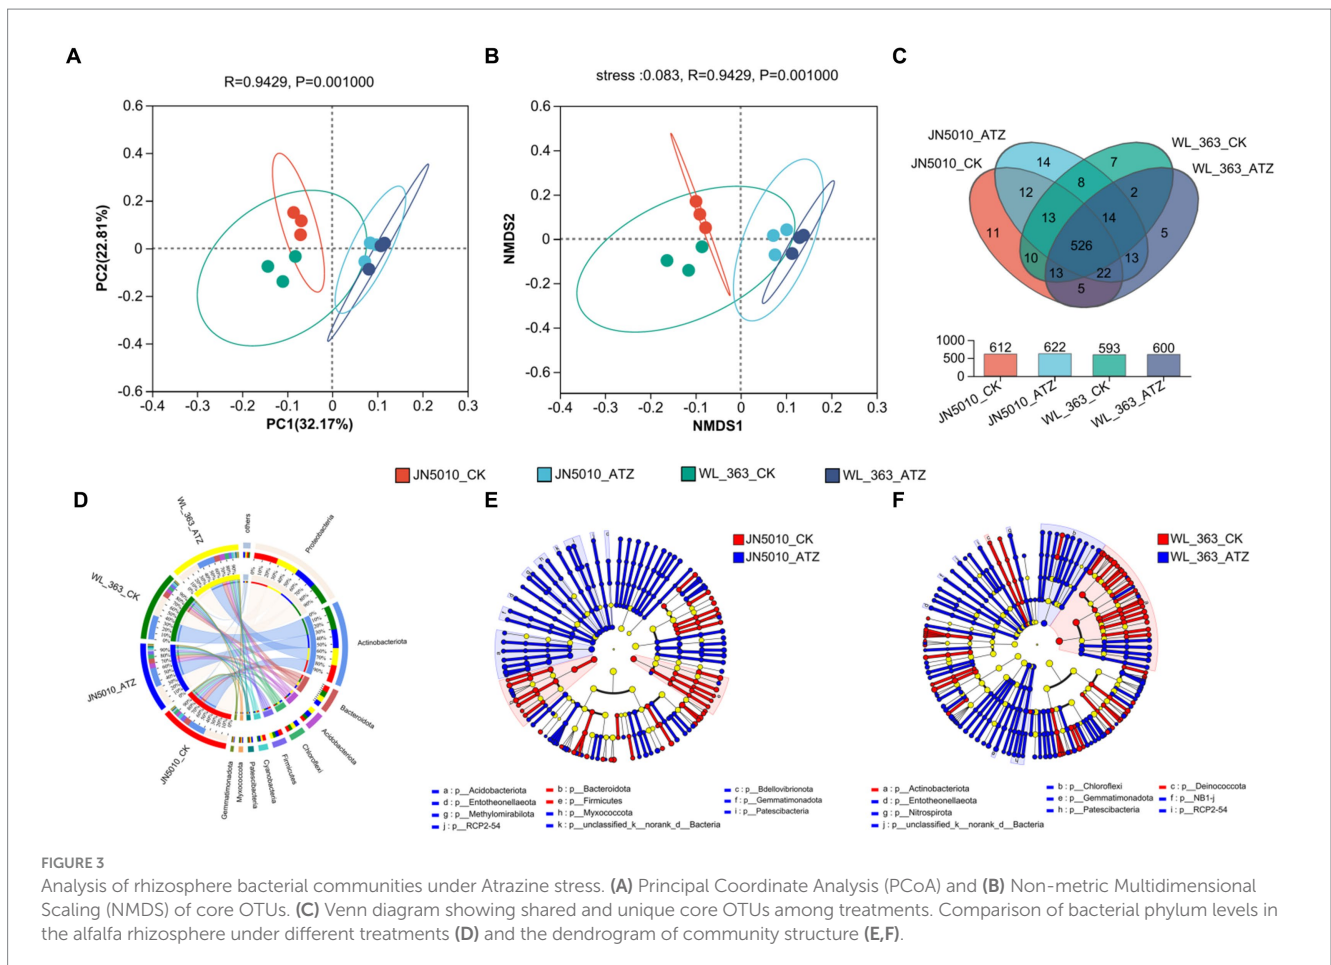 A
R=0.9429, P=0.001000
0.6
0.4
0.2
0
-0.2
-0.4
-0.6
PC2(22.81%)
-0.4 -0.3 -0.2 -0.1 0 0.1 0.2 0.3
PC1(32.17%)
B
stress :0.083, R=0.9429, P=0.001000
0.6
0.4
0.2
0
-0.2
-0.4
-0.6
NMDS2
-0.4 -0.3 -0.2 -0.1 0 0.1 0.2 0.3
NMDS1
C
JN5010_ATZ
WL_363_CK
JN5010_CK
WL_363_ATZ
14 7
12 8 2
11 13 14 5
526
10 13 22 13
5
1000
500
0
612 622 593 600
JN5010_CK
JN5010_ATZ
WL_363_CK
WL_363_ATZ
JN5010_CK JN5010_ATZ WL_363_CK WL_363_ATZ
D
WL_363_ATZ
others
Proteobacteria
WL_363_CK
Actinobacteriota
JN5010_ATZ
Bacteroidota
Acidobacteriota
Chloroflexi
Firmicutes
Cyanobacteria
Patescibacteria
Myxococcota
Gemmatimonadota
JN5010_CK
E
JN5010_CK
JN5010_ATZ
a : p__Acidobacteriota b : p__Bacteroidota c : p__Bdellovibrionota
d : p__Entotheonellaeota e : p__Firmicutes f : p__Gemmatimonadota
g : p__Methylomirabilota h : p__Myxococcota i : p__Patescibacteria
j : p__RCP2-54 k : p__unclassified_k__norank_d__Bacteria
F
WL_363_CK
WL_363_ATZ
a : p__Actinobacteriota b : p__Chloroflexi c : p__Deinococcota
d : p__Entotheonellaeota e : p__Gemmatimonadota f : p__NB1-j
g : p__Nitrospirota h : p__Patescibacteria i : p__RCP2-54
j : p__unclassified_k__norank_d__Bacteria
FIGURE 3
Analysis of rhizosphere bacterial communities under Atrazine stress. (A) Principal Coordinate Analysis (PCoA) and (B) Non-metric Multidimensional
Scaling (NMDS) of core OTUs. (C) Venn diagram showing shared and unique core OTUs among treatments. Comparison of bacterial phylum levels in
the alfalfa rhizosphere under different treatments (D) and the dendrogram of community structure (E,F).